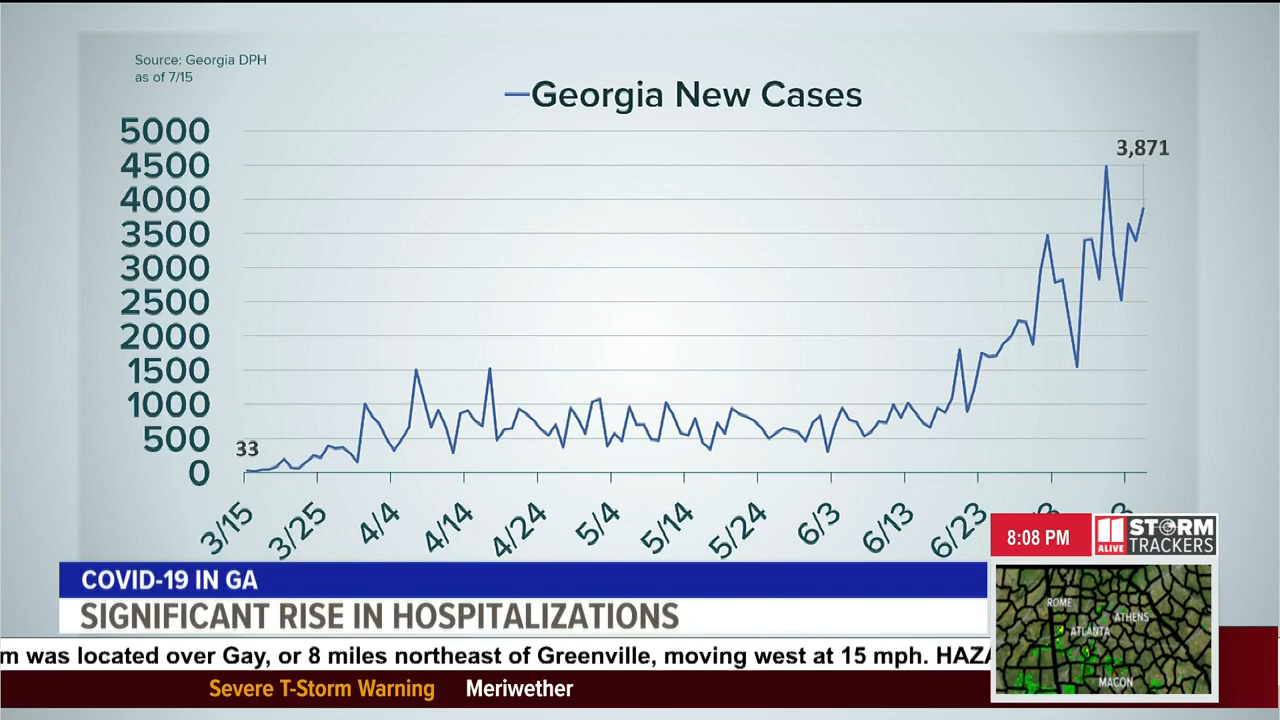 Source: Georgia DPH
as of 7/15
Georgia New Cases
5000
4500
4000
3500
3000
2500
2000
1500
1000
500
0
33
3,871
3/15
3/25
4/4
4/14
4/24
5/4
5/14
5/24
6/3
6/13
6/23
8:08 PM
11 ALIVE
STORM
TRACKERS
COVID-19 IN GA
SIGNIFICANT RISE IN HOSPITALIZATIONS
ROME
ATHENS
ATLANTA
MACON
m was located over Gay, or 8 miles northeast of Greenville, moving west at 15 mph. HAZA
Severe T-Storm Warning Meriwether